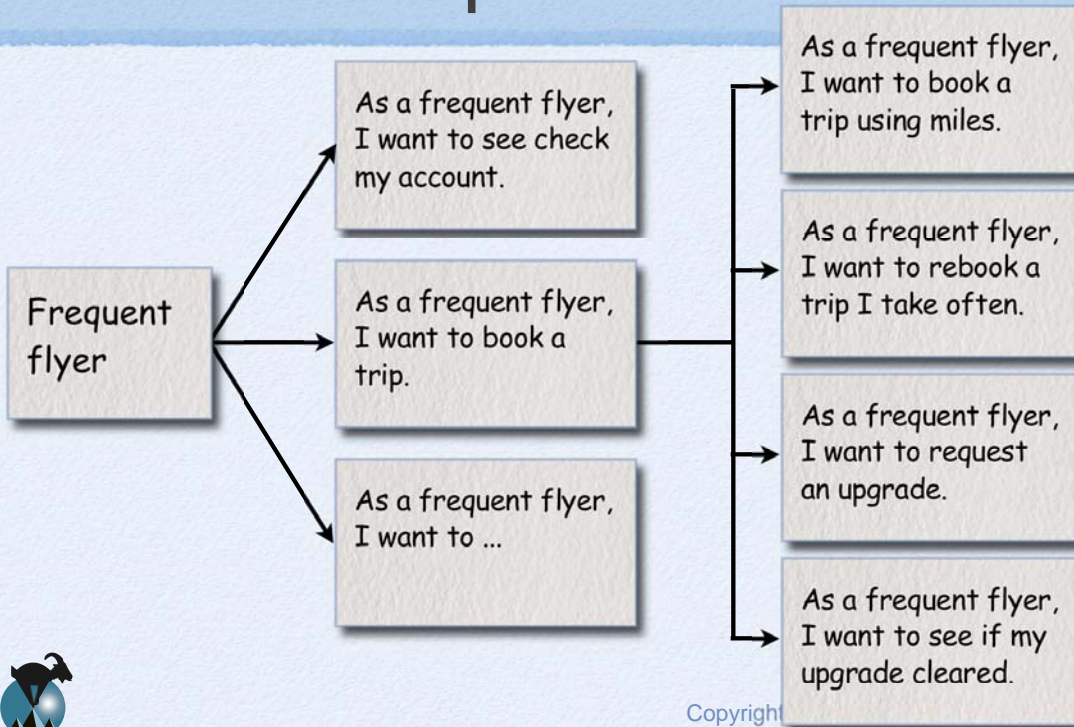 Frequent
flyer
As a frequent flyer,
I want to see check
my account.
As a frequent flyer,
I want to book a
trip.
As a frequent flyer,
I want to ...
As a frequent flyer,
I want to book a
trip using miles.
As a frequent flyer,
I want to rebook a
trip I take often.
As a frequent flyer,
I want to request
an upgrade.
As a frequent flyer,
I want to see if my
upgrade cleared.
Copyright